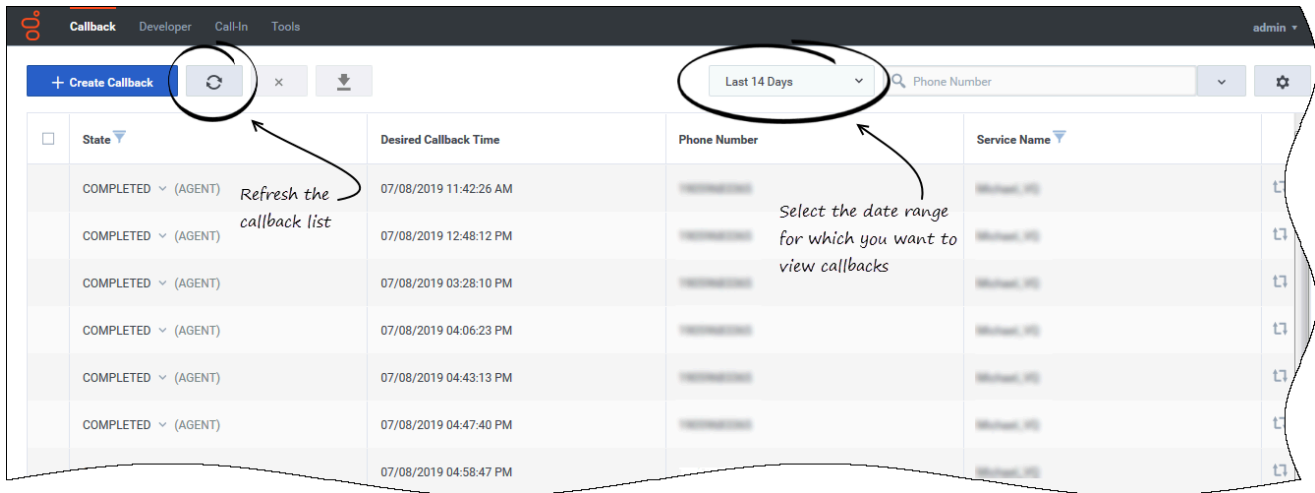 Callback Developer Call-In Tools admin
+ Create Callback Last 14 Days Phone Number
State Desired Callback Time Phone Number Service Name
COMPLETED (AGENT) 07/08/2019 11:42:26 AM
Refresh the
callback list
Select the date range
for which you want to
view callbacks
COMPLETED (AGENT) 07/08/2019 12:48:12 PM
COMPLETED (AGENT) 07/08/2019 03:28:10 PM
COMPLETED (AGENT) 07/08/2019 04:06:23 PM
COMPLETED (AGENT) 07/08/2019 04:43:13 PM
COMPLETED (AGENT) 07/08/2019 04:47:40 PM
07/08/2019 04:58:47 PM